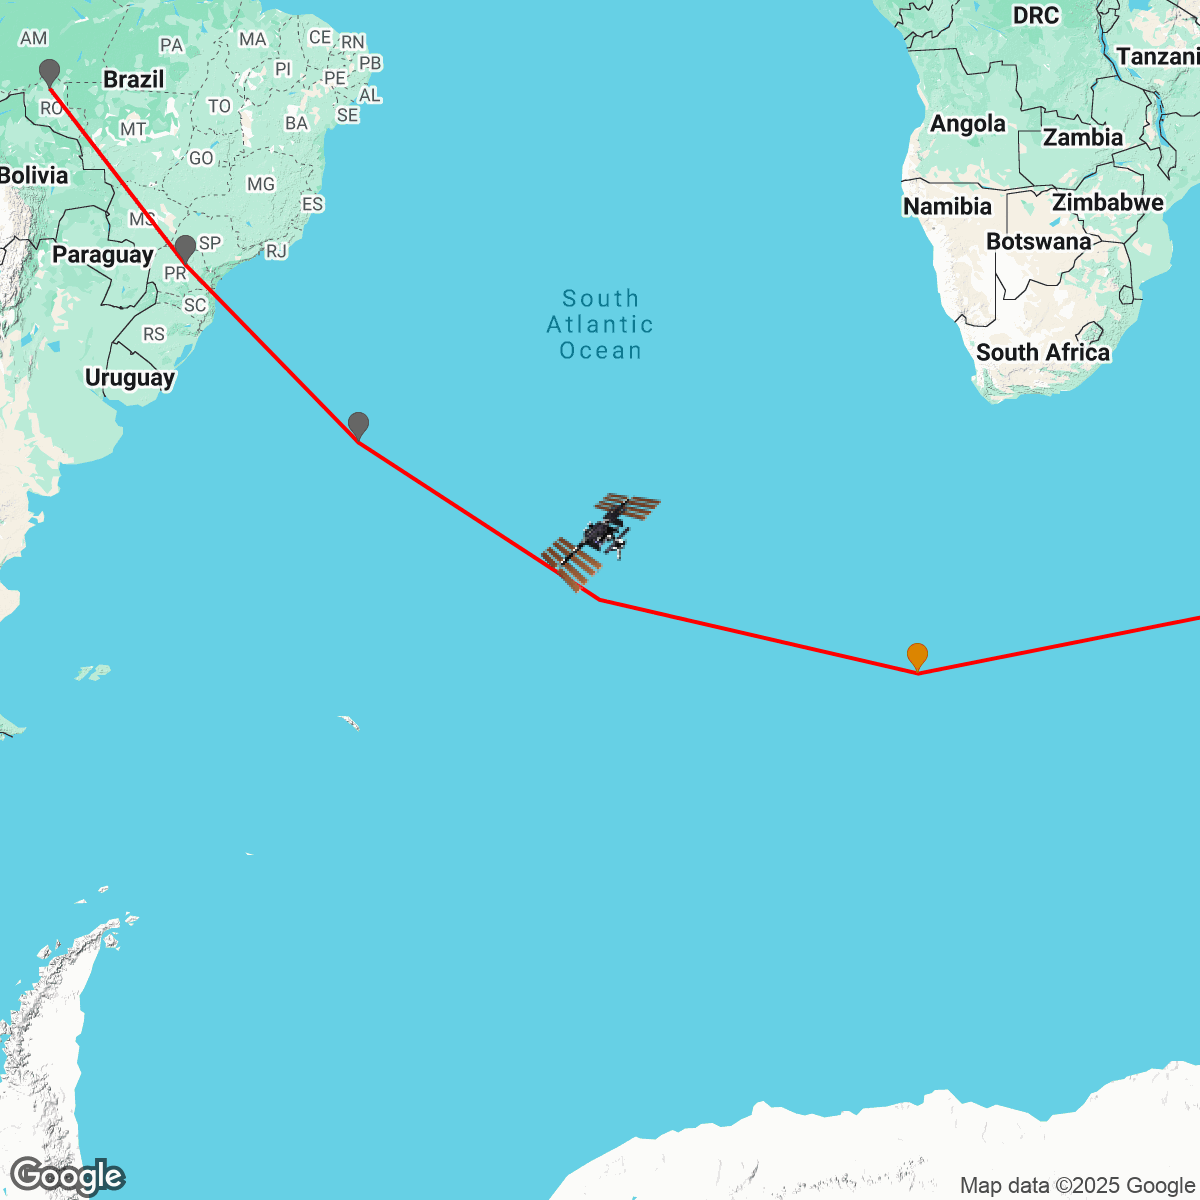 DRC
AM
PA
MA
CE
RN
PB
PI
PE
AL
SE
Brazil
RO
TO
BA
MT
GO
MG
ES
Bolivia
MS
SP
RJ
Paraguay
PR
SC
RS
Uruguay
Tanzani
Angola
Zambia
Namibia
Zimbabwe
Botswana
South Africa
South
Atlantic
Ocean
Google
Map data ©2025 Google